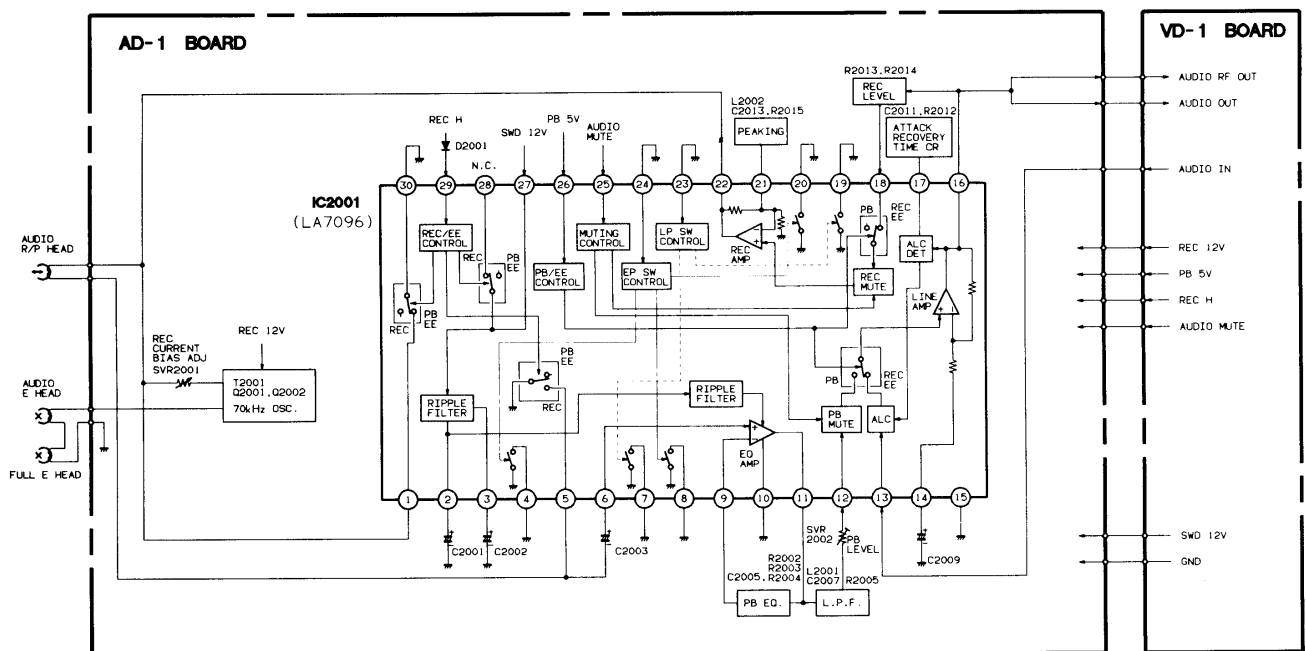 AD-1 BOARD
VD-1 BOARD
R2013,R2014
REC
LEVEL
AUDIO RF OUT
AUDIO OUT
L2002
C2013,R2015
PEAKING
C2011,R2012
ATTACK
RECOVERY
TIME CR
REC H
D2001
N.C.
SWD 12V
PB 5V
AUDIO
MUTE
AUDIO IN
30
29
28
27
26
25
24
23
22
21
20
19
18
17
16
IC2001
(LA7096)
REC/EE
CONTROL
MUTING
CONTROL
LP SW
CONTROL
REC
AMP
PB
REC
EE
ALC
DET
AUDIO
R/P HEAD
REC
PB
EE
PB/EE
CONTROL
EP SW
CONTROL
REC
MUTE
LINE
AMP
REC 12V
PB 5V
REC H
AUDIO MUTE
REC
PB
EE
REC
CURRENT
BIAS ADJ
SVR2001
REC 12V
T2001
Q2001,Q2002
70kHz OSC.
PB
EE
REC
PB
REC
EE
AUDIO
E HEAD
FULL E HEAD
RIPPLE
FILTER
RIPPLE
FILTER
PB
MUTE
ALC
EQ
AMP
1
2
3
4
5
6
7
8
9
10
11
12
13
14
15
C2001
C2002
C2003
SVR
2002
PB
LEVEL
C2009
SWD 12V
GND
R2002
R2003
C2005,R2004
L2001
C2007
R2005
PB EQ.
L.P.F.